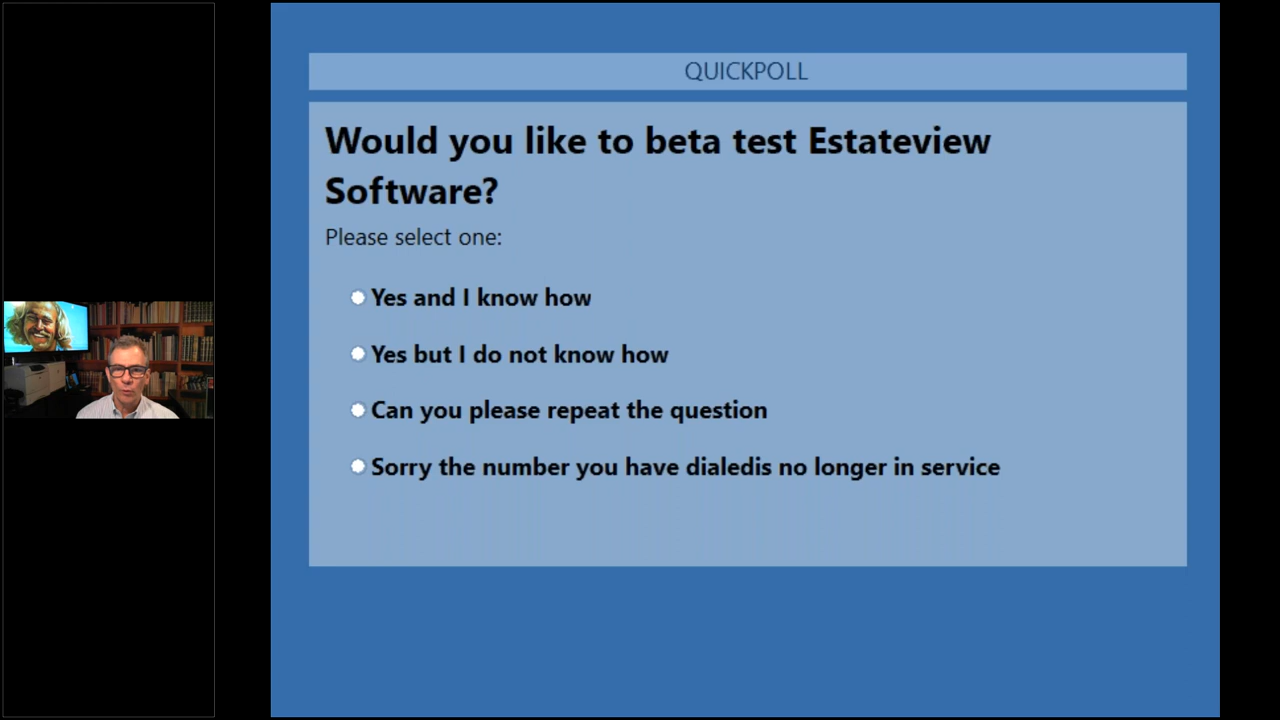 QUICKPOLL
Would you like to beta test Estateview
Software?
Please select one:
Yes and I know how
Yes but I do not know how
Can you please repeat the question
Sorry the number you have dialedis no longer in service